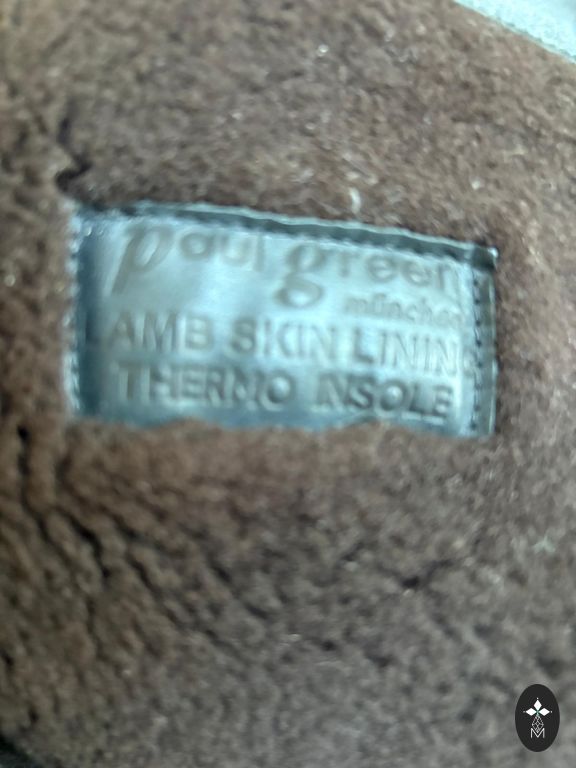 paul green
münchen
LAMB SKIN LINING
THERMO INSOLE
M